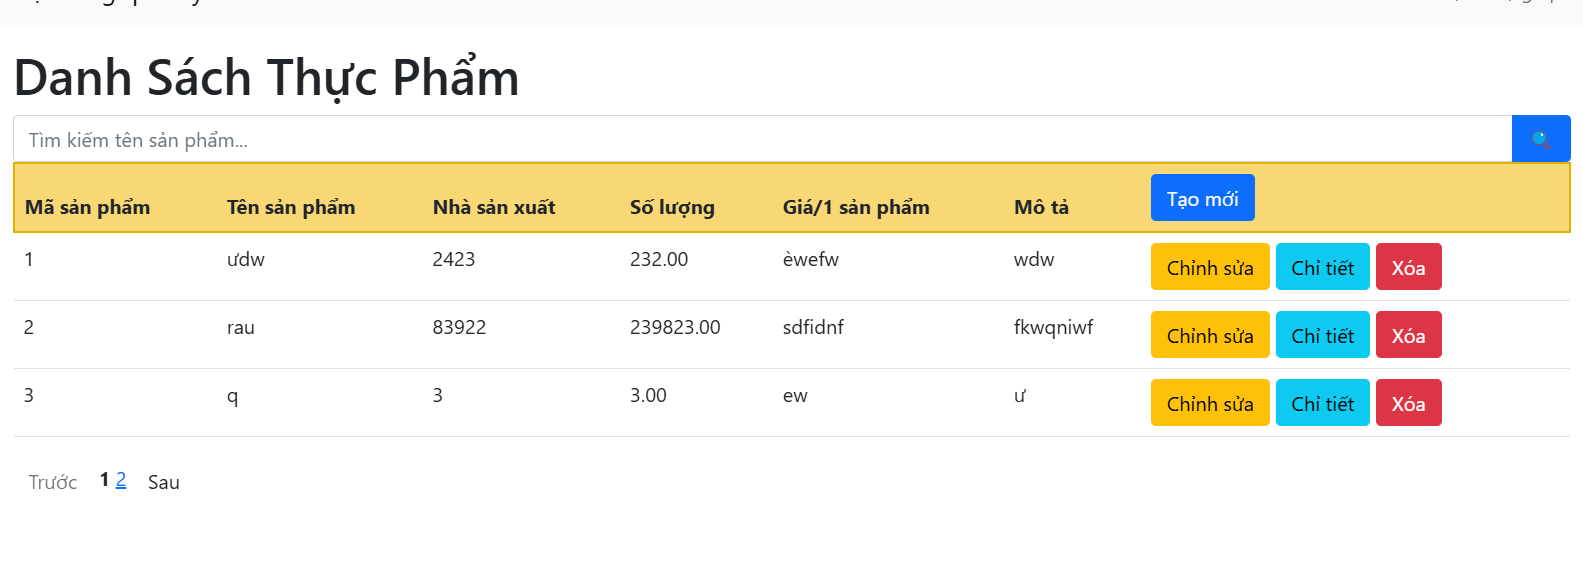 Danh Sách Thực Phẩm
Tìm kiếm tên sản phẩm...
Mã sản phẩm Tên sản phẩm Nhà sản xuất Số lượng Giá/1 sản phẩm Mô tả Tạo mới
1 ưdw 2423 232.00 èwefw wdw Chỉnh sửa Chỉ tiết Xóa
2 rau 83922 239823.00 sdfidnf fkwqniwf Chỉnh sửa Chỉ tiết Xóa
3 q 3 3.00 ew ư Chỉnh sửa Chỉ tiết Xóa
Trước 1 2 Sau